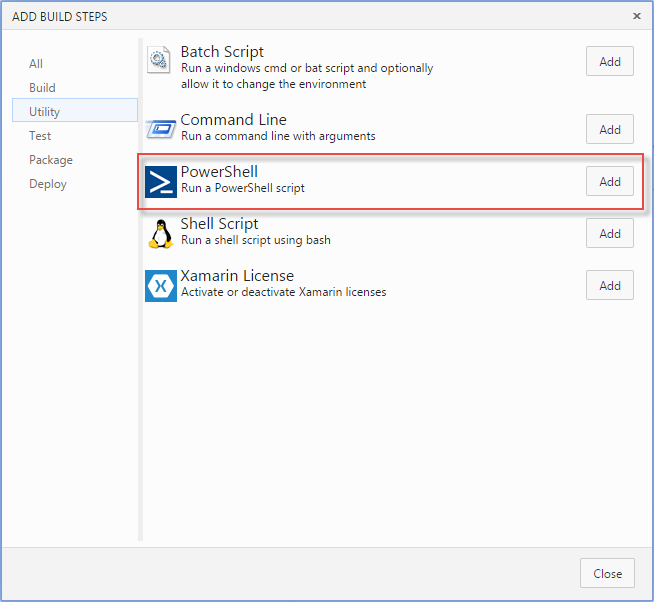 ADD BUILD STEPS
All
Build
Utility
Test
Package
Deploy
Batch Script
Run a windows cmd or bat script and optionally
allow it to change the environment
Add
Command Line
Run a command line with arguments
Add
PowerShell
Run a PowerShell script
Add
Shell Script
Run a shell script using bash
Add
Xamarin License
Activate or deactivate Xamarin licenses
Add
Close